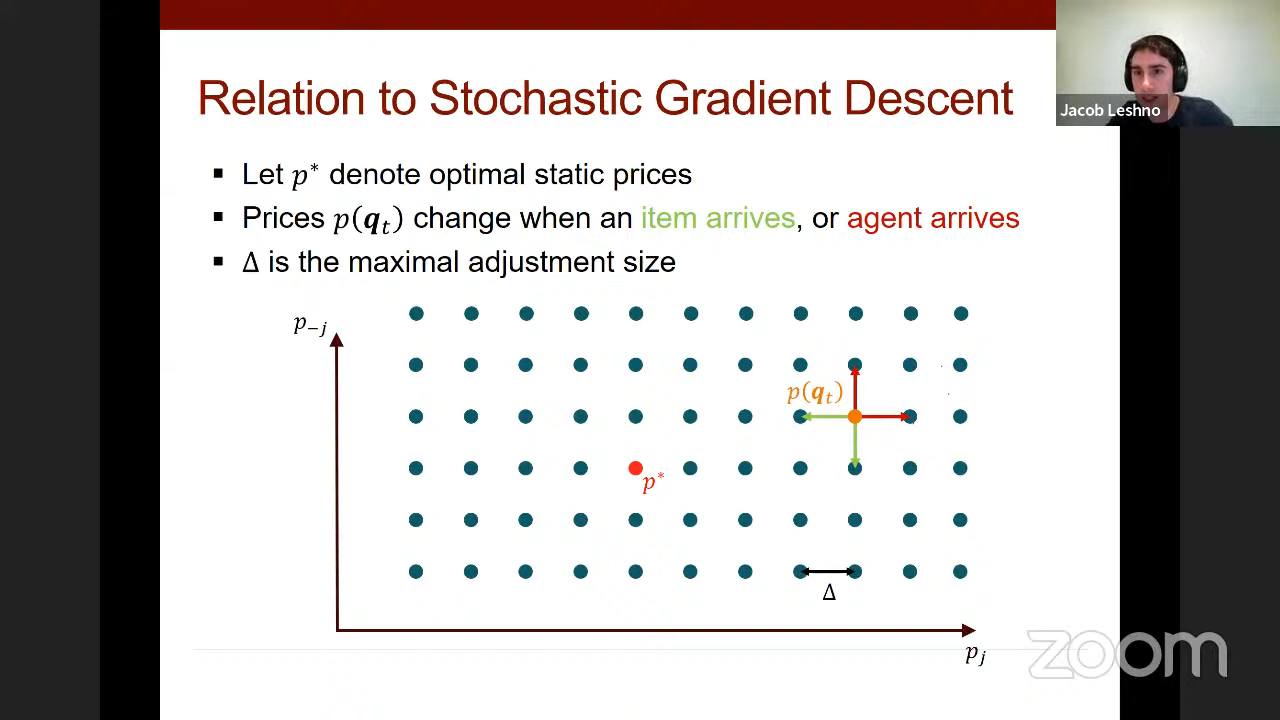 Relation to Stochastic Gradient Descent
Jacob Leshno
▪ Let p* denote optimal static prices
▪ Prices p(qₜ) change when an item arrives, or agent arrives
▪ Δ is the maximal adjustment size
p₋ⱼ
p(qₜ)
p*
Δ
pⱼ
zoom